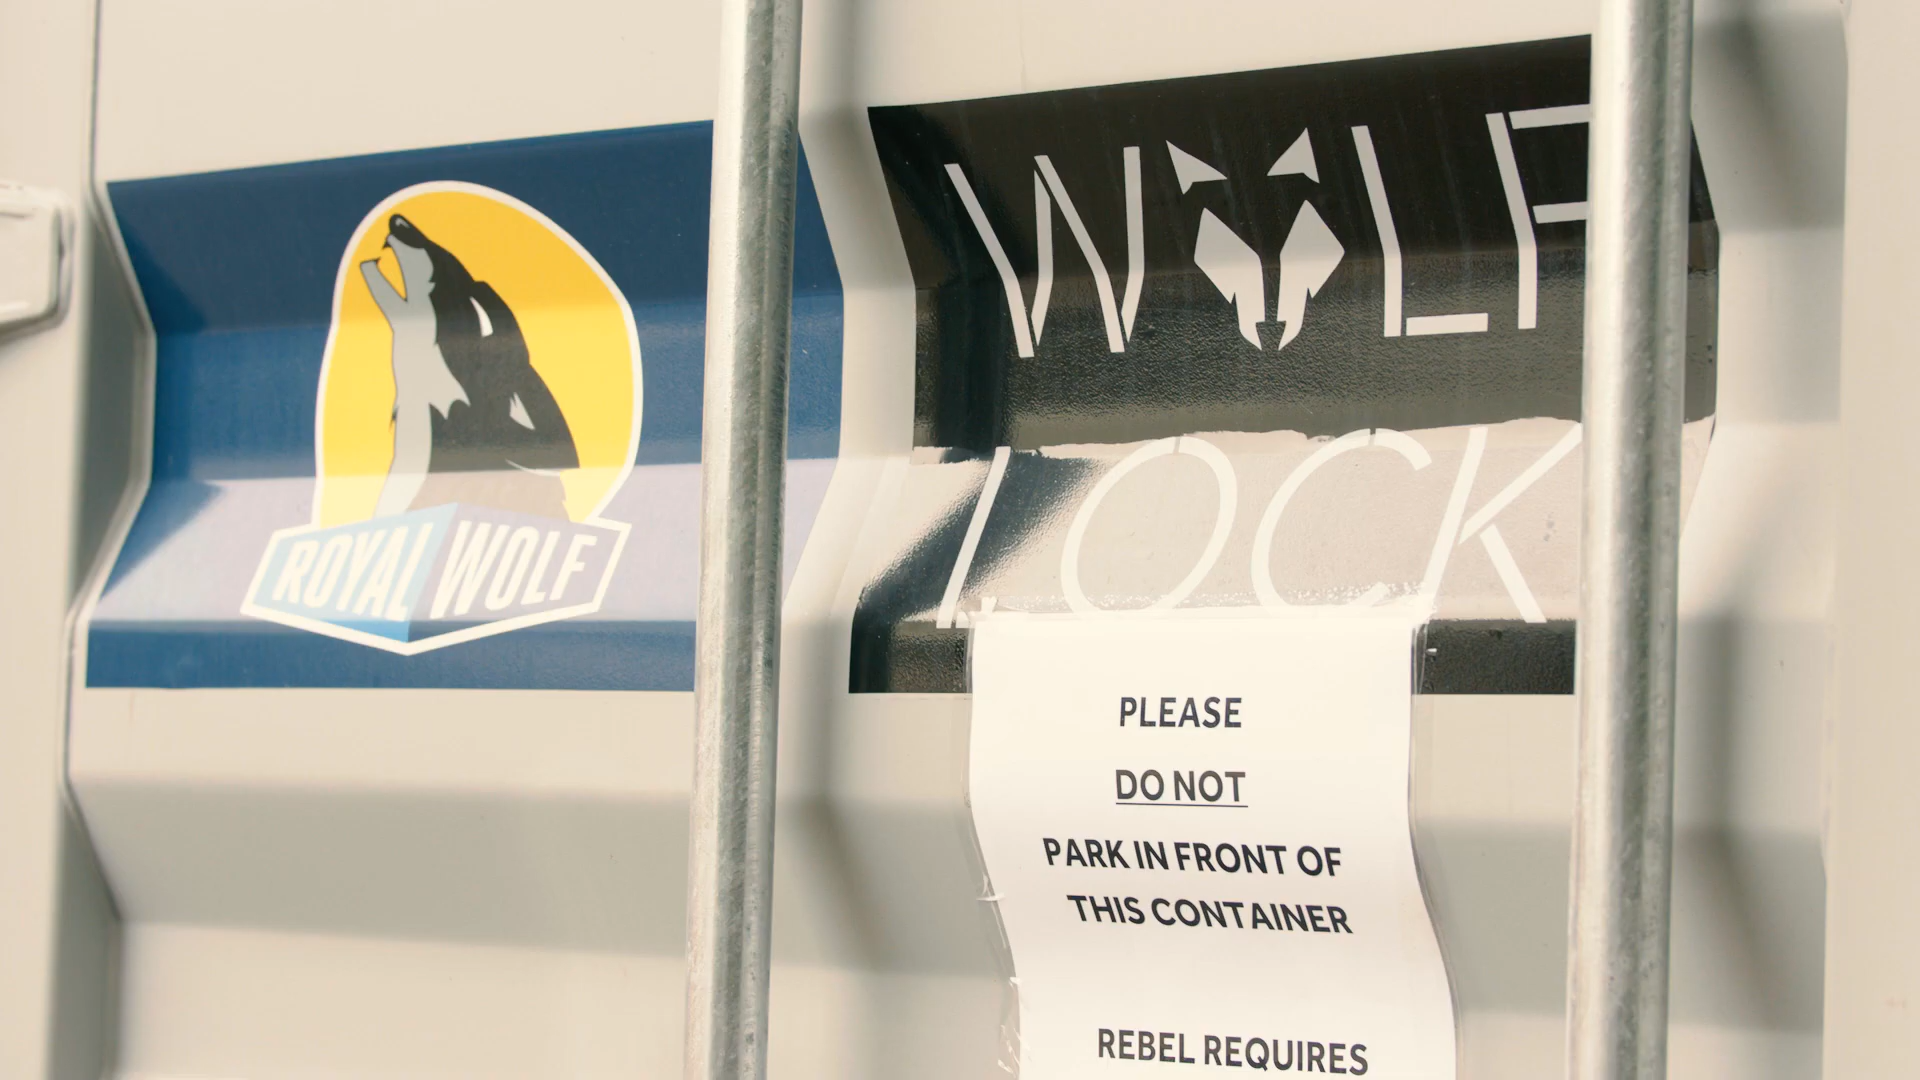 ROYAL WOLF
WOLF
LOCK
PLEASE
DO NOT
PARK IN FRONT OF
THIS CONTAINER
REBEL REQUIRES